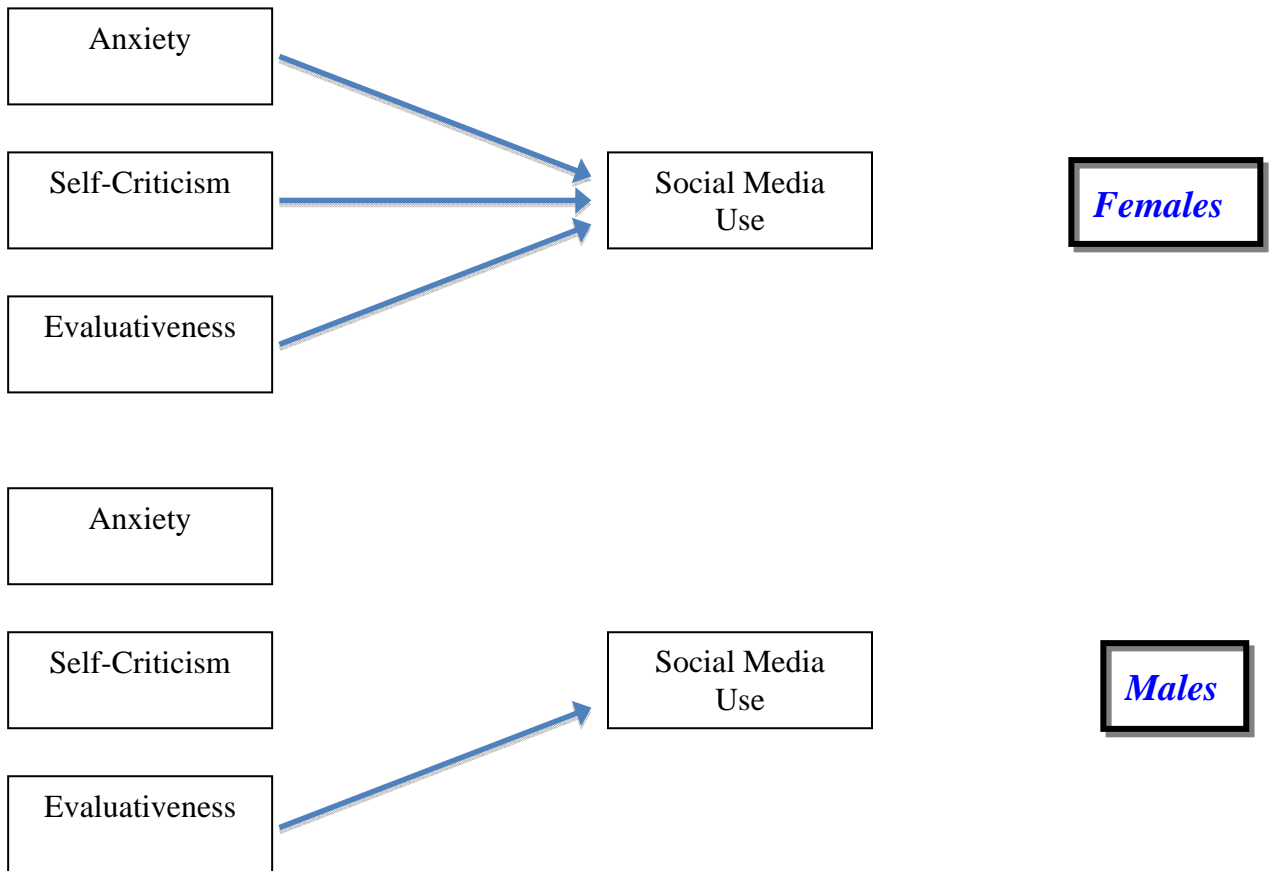 Anxiety
Self-Criticism
Social Media
Use
Females
Evaluativeness
Anxiety
Self-Criticism
Social Media
Use
Males
Evaluativeness